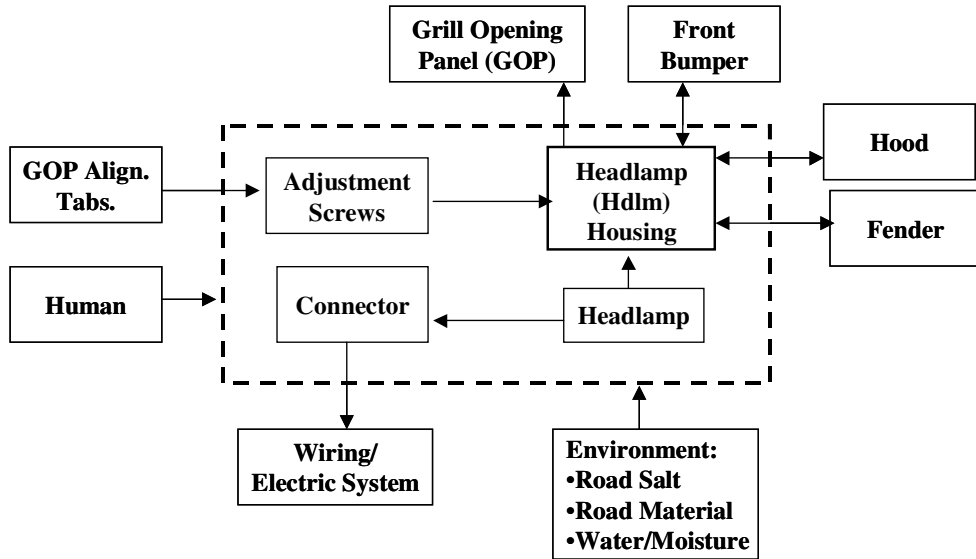 Grill Opening
Panel (GOP)
Front
Bumper
GOP Align.
Tabs.
Adjustment
Screws
Headlamp
(Hdlm)
Housing
Hood
Fender
Human
Connector
Headlamp
Wiring/
Electric System
Environment:
•Road Salt
•Road Material
•Water/Moisture